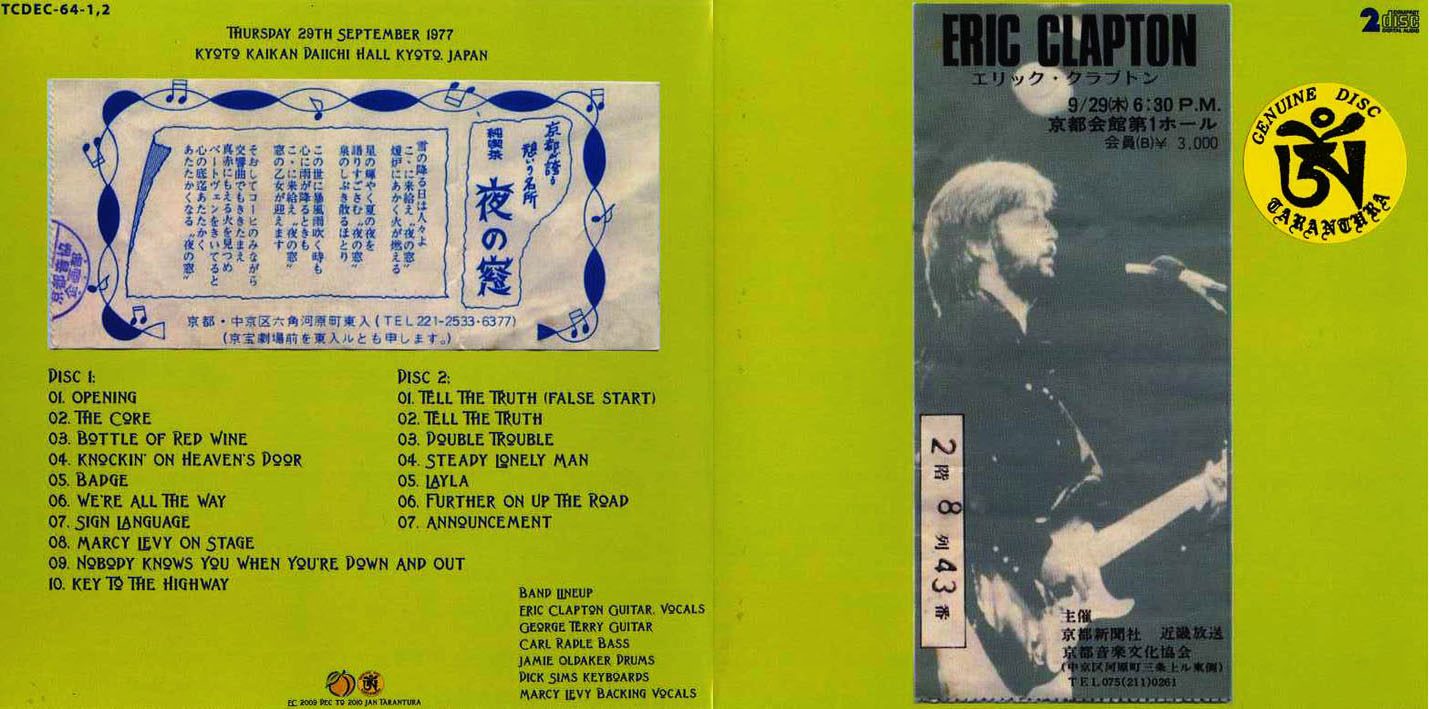 TCDEC-64-1,2
THURSDAY 29TH SEPTEMBER 1977
KYOTO KAIKAN DAIICHI HALL KYOTO, JAPAN
京都が誇る
憩いの名所
純喫茶
夜の窓
雪の降る日は人々よ
こゝに来給え〝夜の窓〟
煖炉にあかく火が燃える
星の輝やく夏の夜を
語りすごさむ〝夜の窓〟
泉のしぶき散るほとり
この世に暴風雨吹く時も
心に雨が降るときも
こゝに来給え〝夜の窓〟
窓の乙女が迎えます
そおしてコーヒのみながら
交響曲でもききたまえ
真赤にもえる火を見つめ
ベートヴェンをきいてると
心の底迄あたたかく
あたたかくなる〝夜の窓〟
京都・中京区六角河原町東入(TEL 221-2533・6377)
(京宝劇場前を東入ルとも申します。)
DISC 1:
01. OPENING
02. THE CORE
03. BOTTLE OF RED WINE
04. KNOCKIN' ON HEAVEN'S DOOR
05. BADGE
06. WE'RE ALL THE WAY
07. SIGN LANGUAGE
08. MARCY LEVY ON STAGE
09. NOBODY KNOWS YOU WHEN YOU'RE DOWN AND OUT
10. KEY TO THE HIGHWAY
DISC 2:
01. TELL THE TRUTH (FALSE START)
02. TELL THE TRUTH
03. DOUBLE TROUBLE
04. STEADY LONELY MAN
05. LAYLA
06. FURTHER ON UP THE ROAD
07. ANNOUNCEMENT
BAND LINEUP
ERIC CLAPTON GUITAR, VOCALS
GEORGE TERRY GUITAR
CARL RADLE BASS
JAMIE OLDAKER DRUMS
DICK SIMS KEYBOARDS
MARCY LEVY BACKING VOCALS
EC 2009 DEC TO 2010 JAN TARANTURA
ERIC CLAPTON
エリック・クラプトン
9/29(木) 6:30 P.M.
京都会館第1ホール
会員(B)¥ 3,000
2階8列43番
主催
京都新聞社 近畿放送
京都音楽文化協会
(中京区河原町三条上ル東側)
TEL.075(211)0261
2 COMPACT
disc
DIGITAL AUDIO
GENUINE DISC
TARANTURA